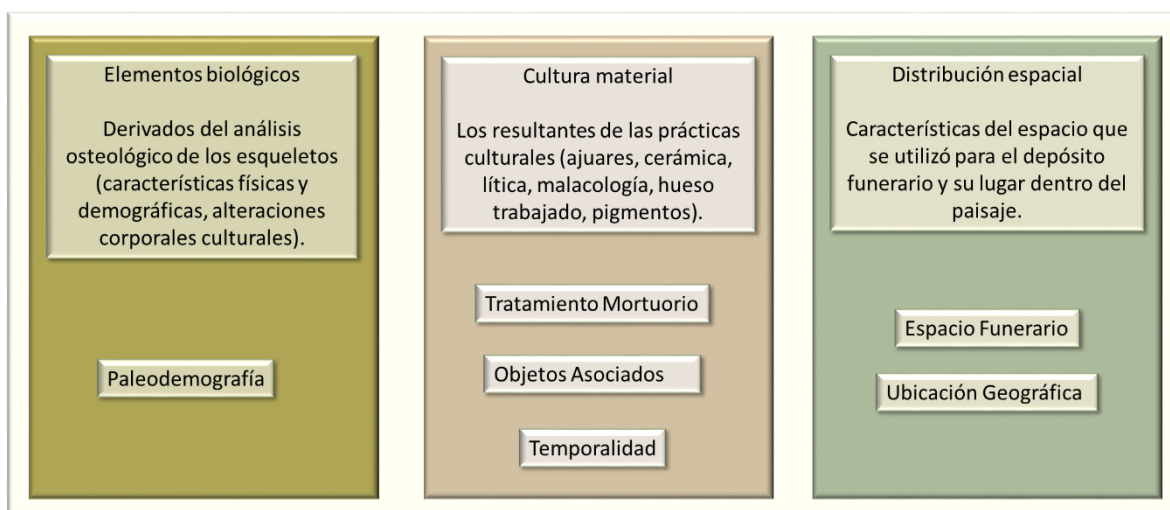 Elementos biológicos
Derivados del análisis
osteológico de los esqueletos
(características físicas y
demográficas, alteraciones
corporales culturales).
Paleodemografía
Cultura material
Los resultantes de las prácticas
culturales (ajuares, cerámica,
lítica, malacología, hueso
trabajado, pigmentos).
Tratamiento Mortuorio
Objetos Asociados
Temporalidad
Distribución espacial
Características del espacio que
se utilizó para el depósito
funerario y su lugar dentro del
paisaje.
Espacio Funerario
Ubicación Geográfica